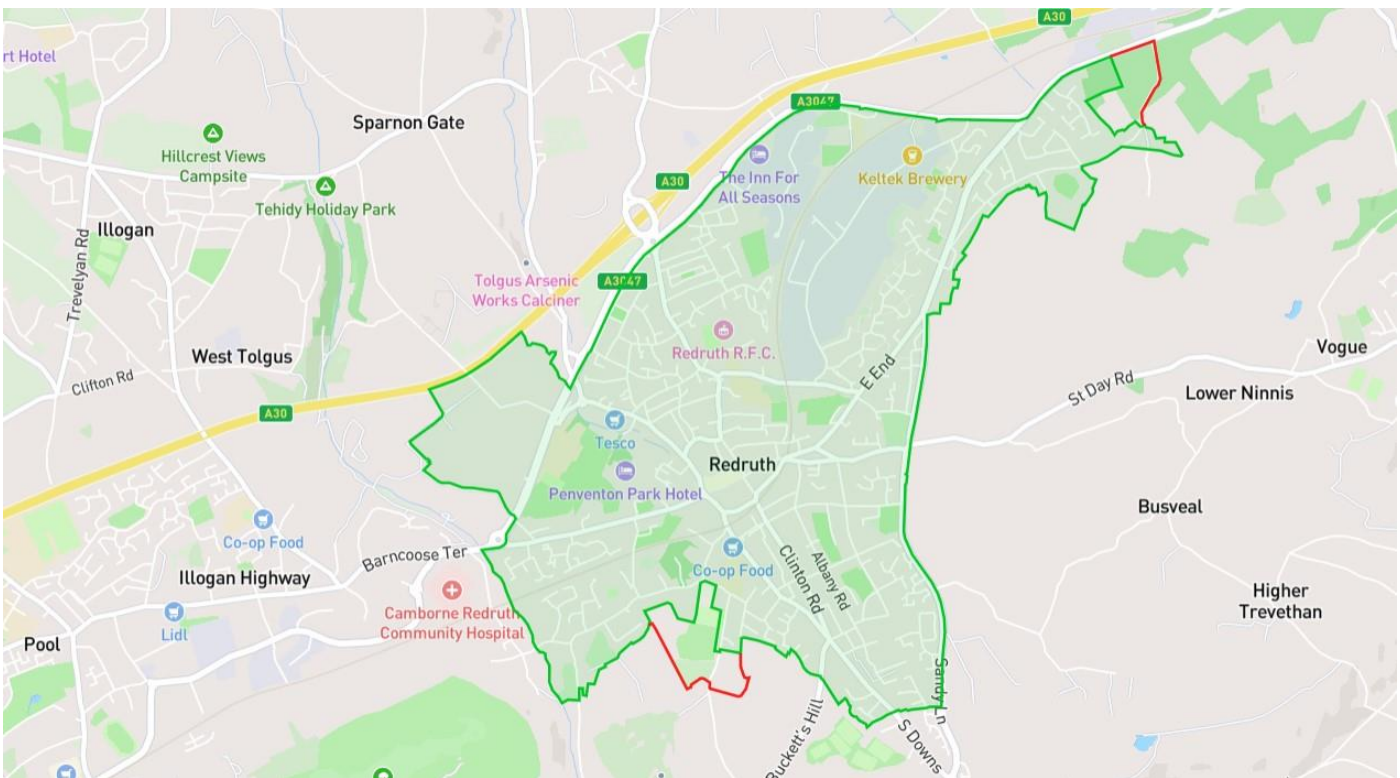 A30
rt Hotel
Sparnon Gate
A3047
Hillcrest Views
Campsite
The Inn For
All Seasons
Keltek Brewery
A30
Tehidy Holiday Park
Illogan
Trevelyan Rd
Tolgus Arsenic
Works Calciner
A3047
Redruth R.F.C.
West Tolgus
Clifton Rd
E End
St Day Rd
Vogue
Lower Ninnis
A30
Tesco
Redruth
Penventon Park Hotel
Busveal
Co-op Food
Barncoose Ter
Illogan Highway
Co-op Food
Clinton Rd
Albany Rd
Higher
Trevethan
Camborne Redruth
Community Hospital
Lidl
Pool
Sandy Ln
Buckett's Hill
S Downs